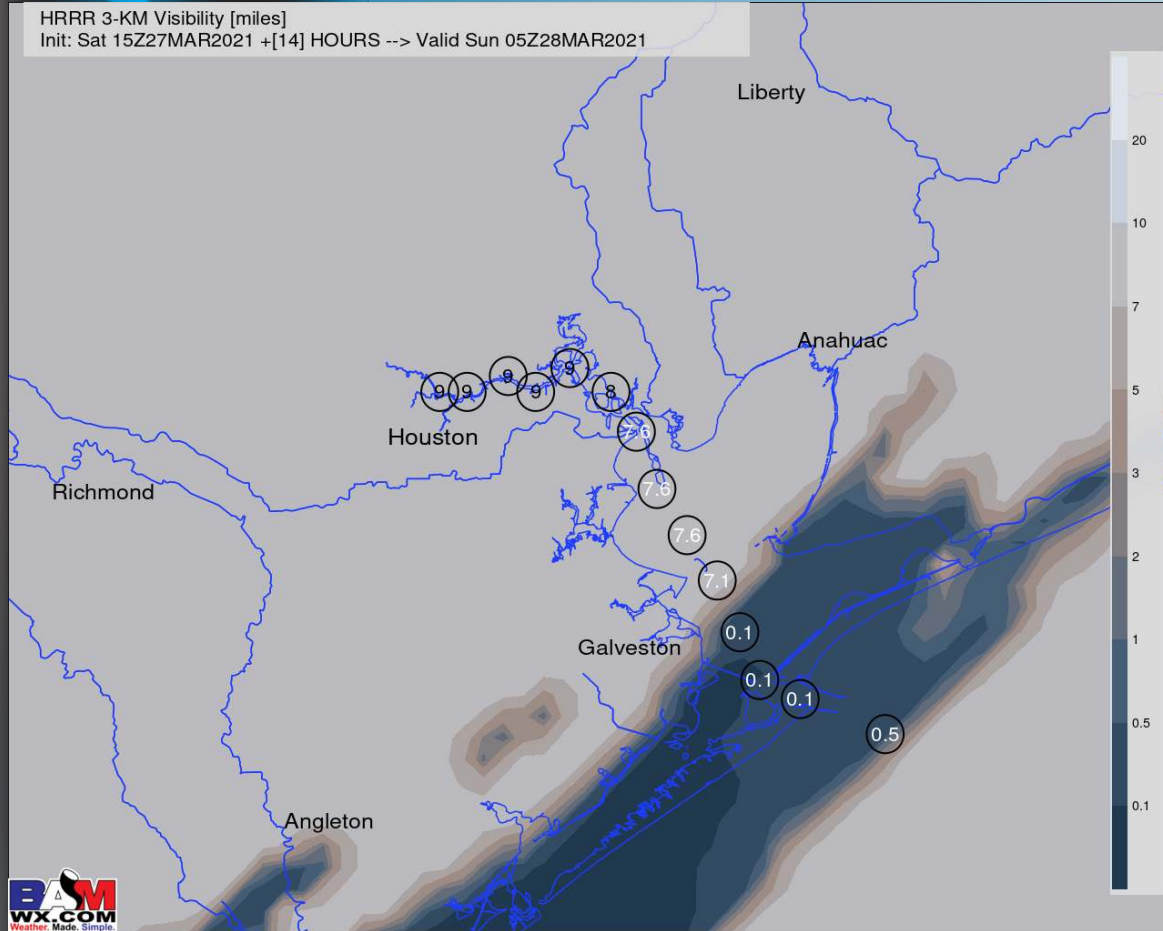 HRRR 3-KM Visibility [miles]
Init: Sat 15Z27MAR2021 +[14] HOURS --> Valid Sun 05Z28MAR2021
Liberty
20
10
7
Anahuac
9 9 9 9 9 8
5
Houston
7.6
3
Richmond
7.6
7.6
2
7.1
0.1
1
Galveston
0.1
0.1
0.5
0.5
0.1
Angleton
BAM
WX.COM
Weather. Made. Simple.